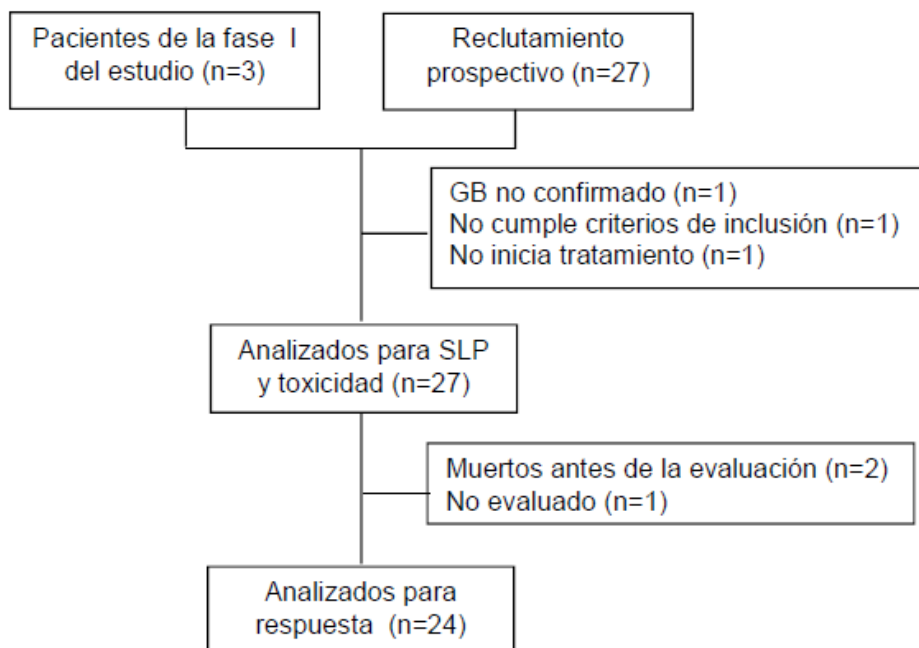 Pacientes de la fase I
del estudio (n=3)
Reclutamiento
prospectivo (n=27)
GB no confirmado (n=1)
No cumple criterios de inclusión (n=1)
No inicia tratamiento (n=1)
Analizados para SLP
y toxicidad (n=27)
Muertos antes de la evaluación (n=2)
No evaluado (n=1)
Analizados para
respuesta (n=24)